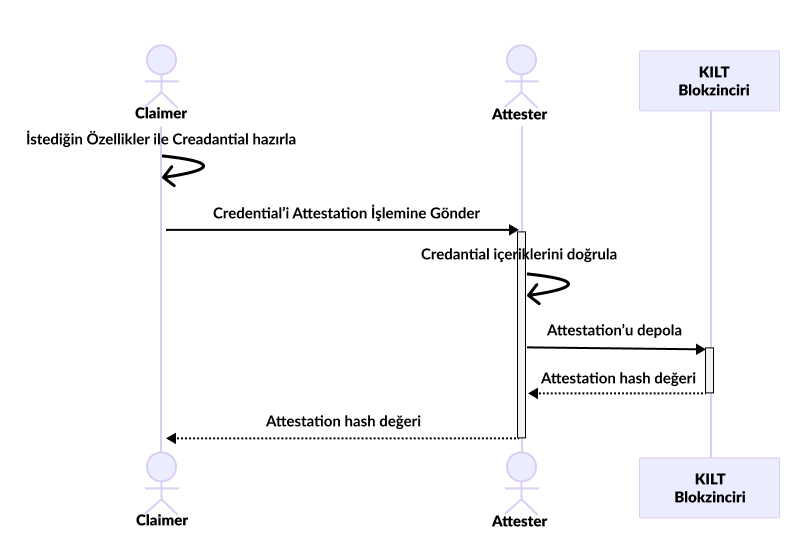 KILT
Blokzinciri
Claimer
Attester
İstediğin Özellikler ile Creadantial hazırla
Credential'i Attestation İşlemine Gönder
Credantial içeriklerini doğrula
Attestation'u depola
Attestation hash değeri
Attestation hash değeri
Claimer
Attester
KILT
Blokzinciri